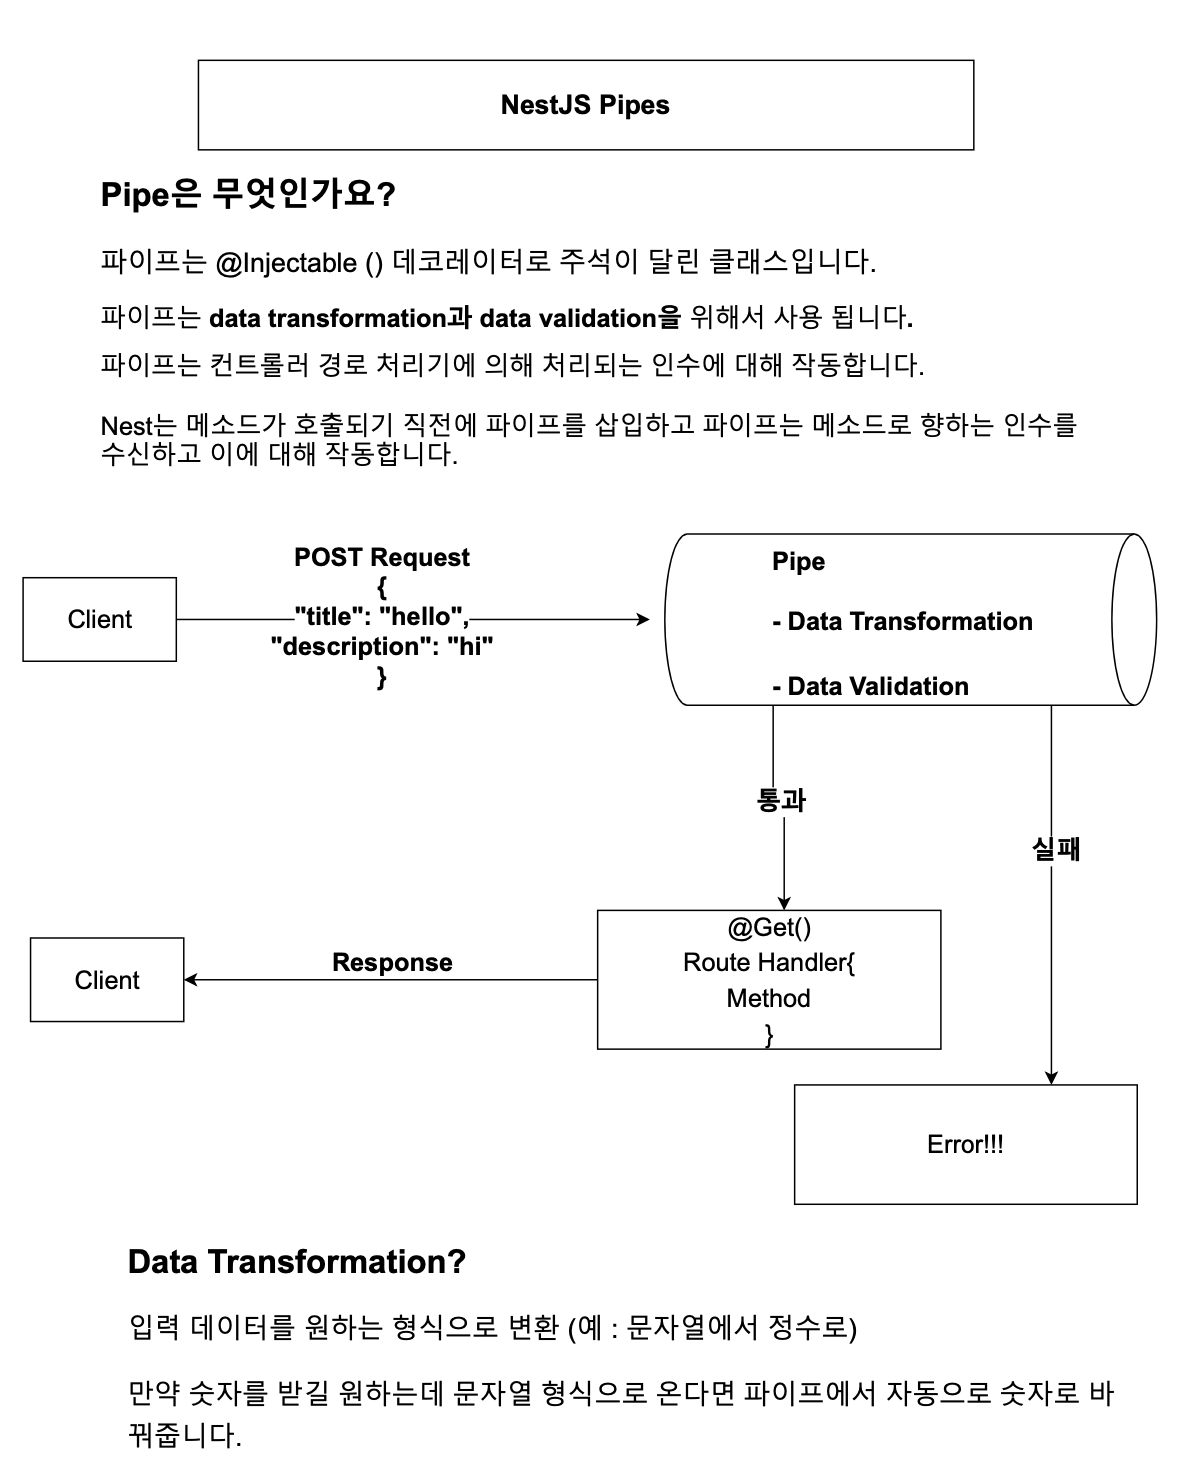 NestJS Pipes
Pipe은 무엇인가요?
파이프는 @Injectable () 데코레이터로 주석이 달린 클래스입니다.
파이프는 data transformation과 data validation을 위해서 사용 됩니다.
파이프는 컨트롤러 경로 처리기에 의해 처리되는 인수에 대해 작동합니다.
Nest는 메소드가 호출되기 직전에 파이프를 삽입하고 파이프는 메소드로 향하는 인수를
수신하고 이에 대해 작동합니다.
Client
POST Request
{
"title": "hello",
"description": "hi"
}
Pipe
- Data Transformation
- Data Validation
통과
실패
@Get()
Route Handler{
Method
}
Response
Client
Error!!!
Data Transformation?
입력 데이터를 원하는 형식으로 변환 (예 : 문자열에서 정수로)
만약 숫자를 받길 원하는데 문자열 형식으로 온다면 파이프에서 자동으로 숫자로 바
꿔줍니다.